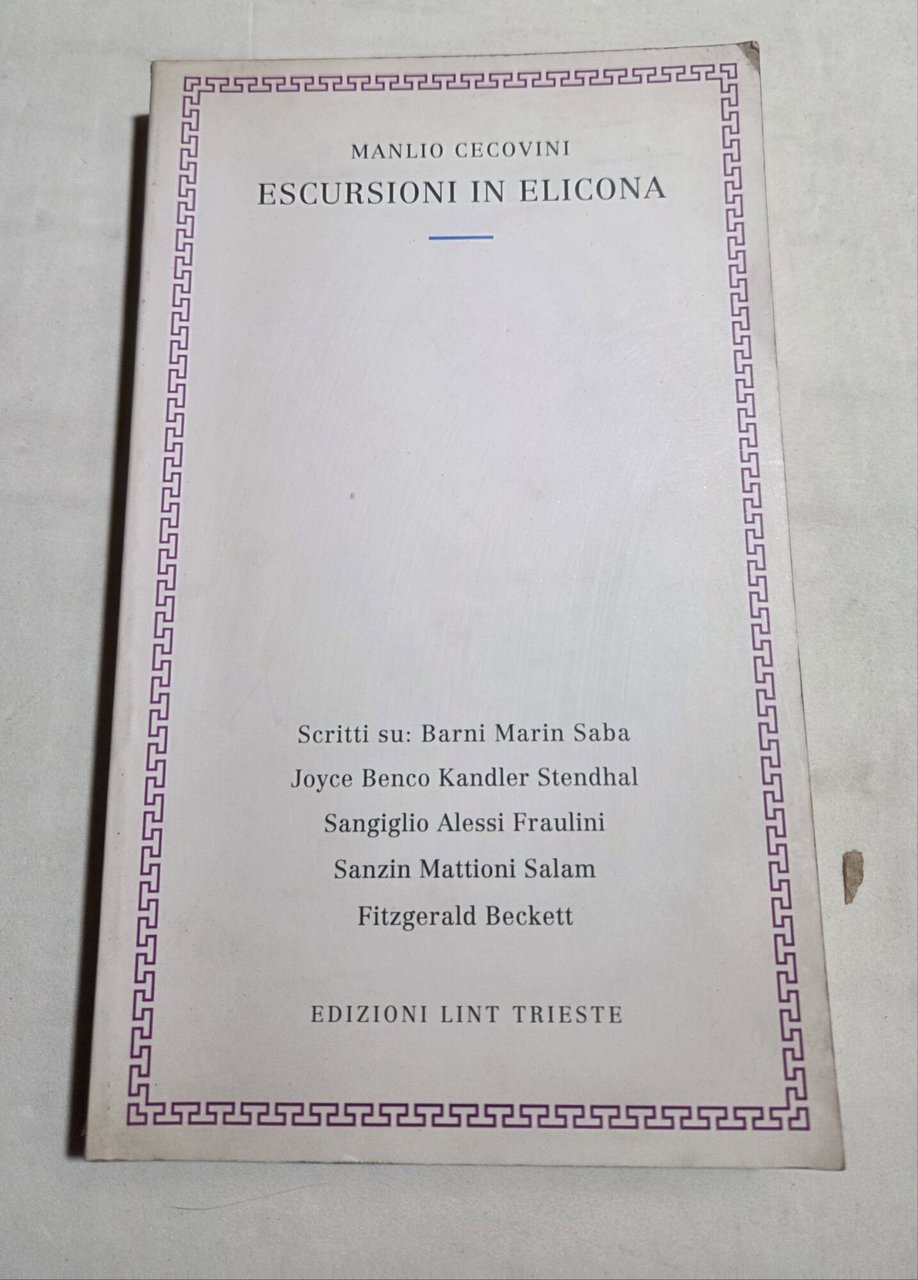 MANLIO CECOVINI
ESCURSIONI IN ELICONA
Scritti su: Barni Marin Saba
Joyce Benco Kandler Stendhal
Sangiglio Alessi Fraulini
Sanzin Mattioni Salam
Fitzgerald Beckett
EDIZIONI LINT TRIESTE